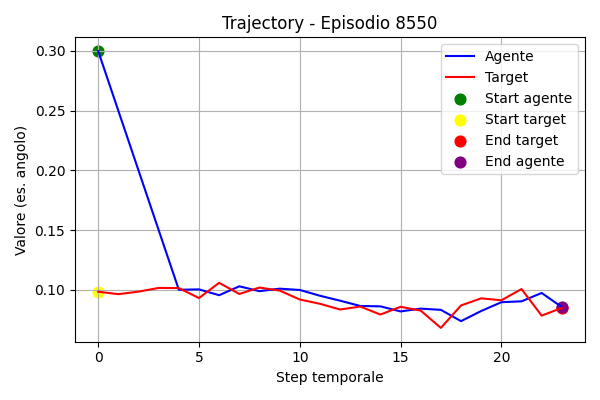 Trajectory - Episodio 8550
Agente
Target
Start agente
Start target
End target
End agente
Valore (es. angolo)
0.30
0.25
0.20
0.15
0.10
0
5
10
15
20
Step temporale